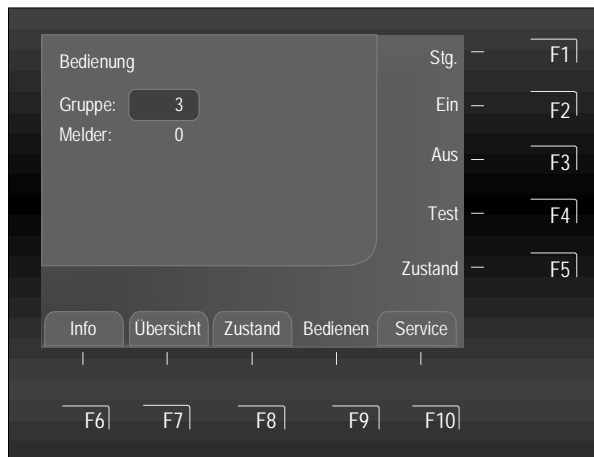 Bedienung
Gruppe: 3
Melder: 0
Stg. F1
Ein F2
Aus F3
Test F4
Zustand F5
Info Übersicht Zustand Bedienen Service
F6 F7 F8 F9 F10